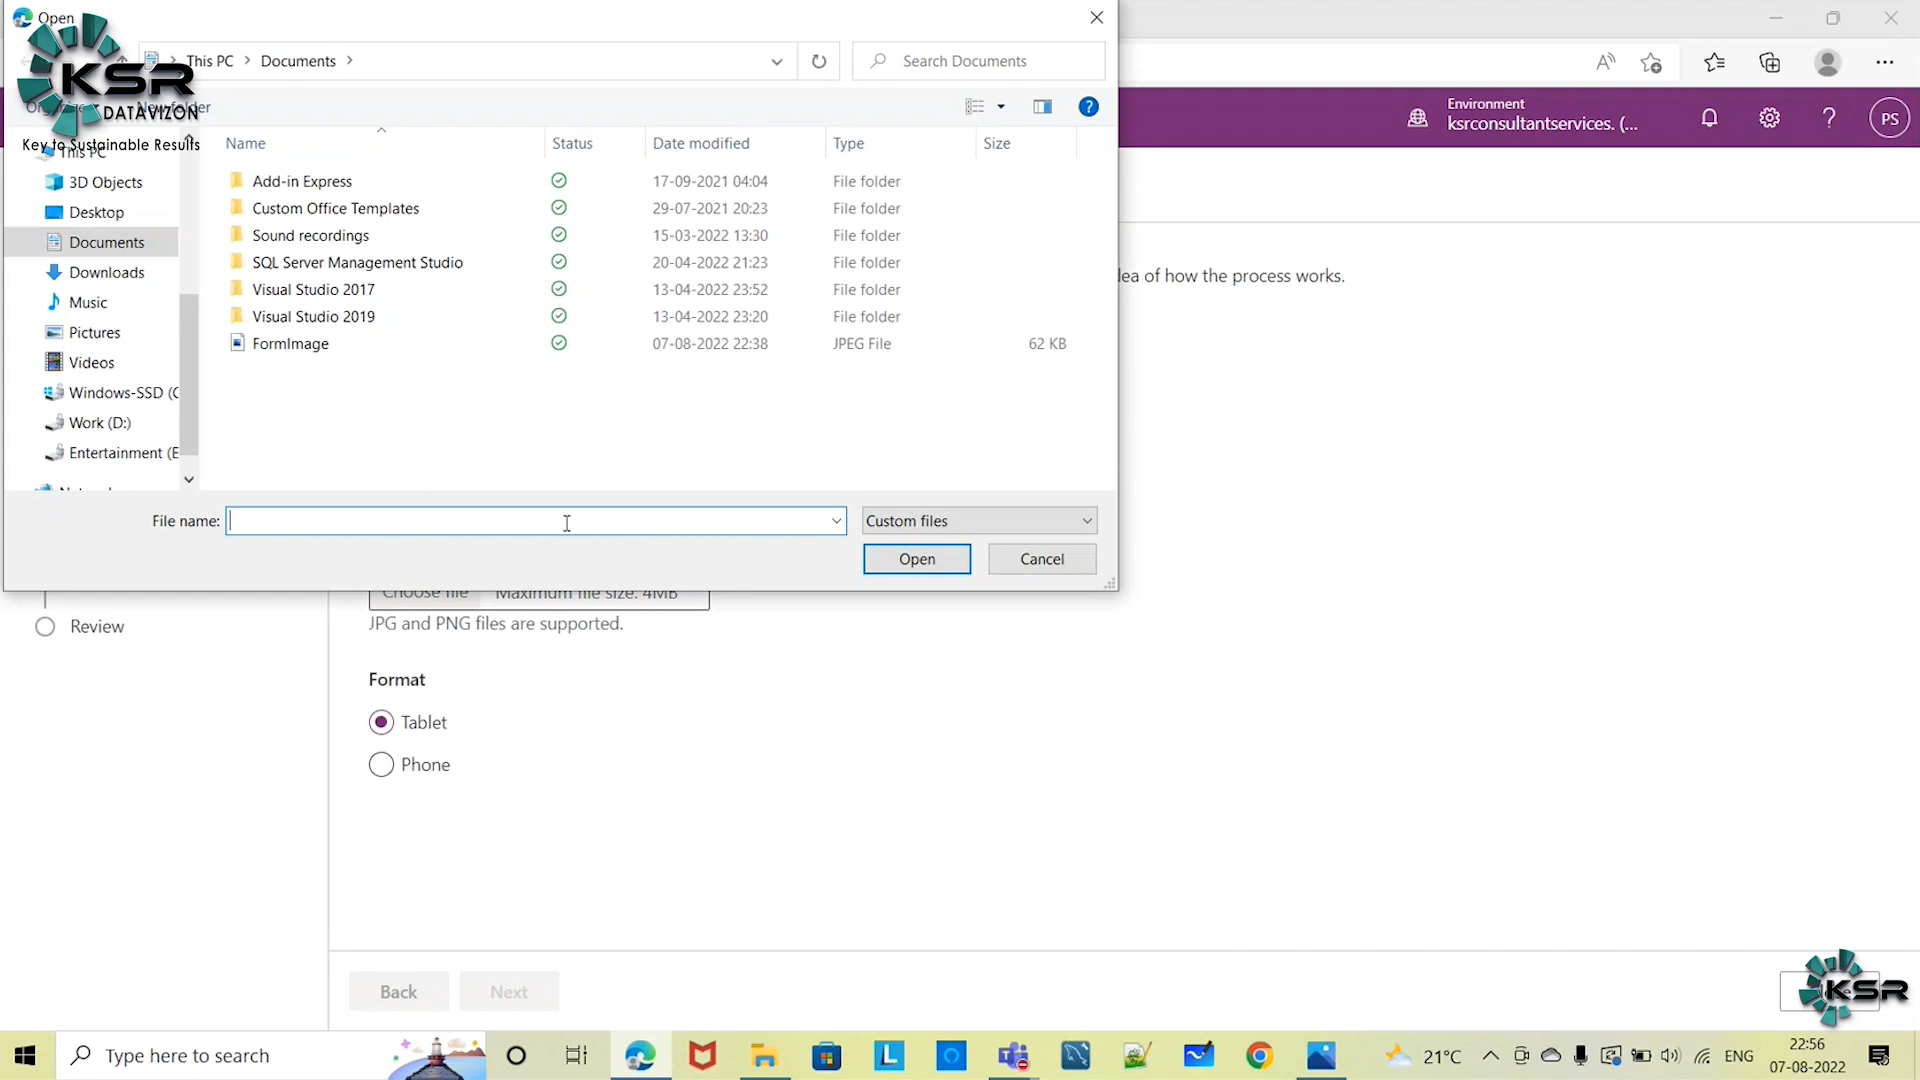 Open
This PC > Documents >
Search Documents
KSR
DATAVIZON
Key to Sustainable Results
New folder
Name
Status
Date modified
Type
Size
This PC
3D Objects
Desktop
Documents
Downloads
Music
Pictures
Videos
Windows-SSD (C
Work (D:)
Entertainment (E
Add-in Express 17-09-2021 04:04 File folder
Custom Office Templates 29-07-2021 20:23 File folder
Sound recordings 15-03-2022 13:30 File folder
SQL Server Management Studio 20-04-2022 21:23 File folder
Visual Studio 2017 13-04-2022 23:52 File folder
Visual Studio 2019 13-04-2022 23:20 File folder
FormImage 07-08-2022 22:38 JPEG File 62 KB
File name:
Custom files
Open
Cancel
Environment
ksrconsultantservices. (...
PS
dea of how the process works.
Choose file Maximum file size: 4MB
JPG and PNG files are supported.
Review
Format
Tablet
Phone
Back
Next
KSR
Type here to search
21°C
ENG
22:56
07-08-2022